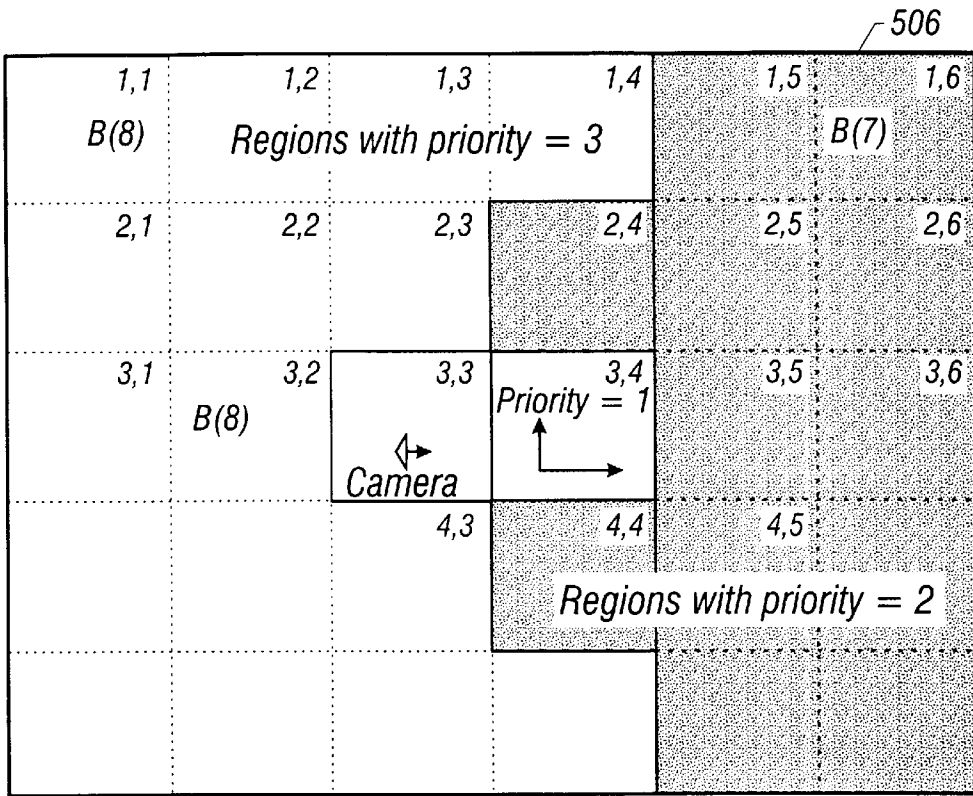 506
1,1 1,2 1,3 1,4 1,5 1,6
B(8) Regions with priority = 3 B(7)
2,1 2,2 2,3 2,4 2,5 2,6
3,1 3,2 3,3 3,4 3,5 3,6
B(8) Priority = 1
Camera
4,3 4,4 4,5
Regions with priority = 2